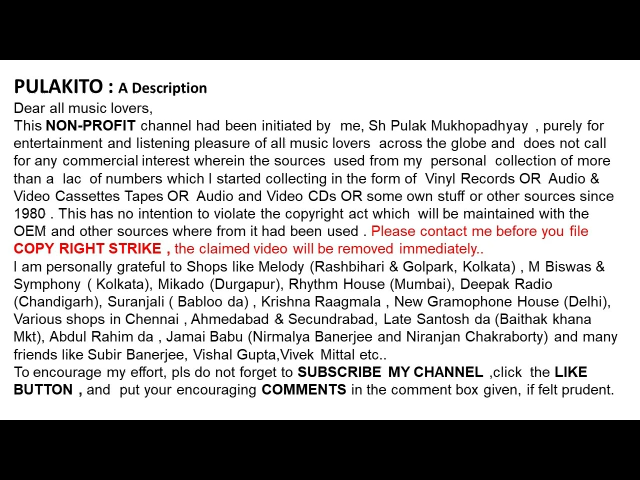 PULAKITO : A Description
Dear all music lovers,
This NON-PROFIT channel had been initiated by me, Sh Pulak Mukhopadhyay , purely for
entertainment and listening pleasure of all music lovers across the globe and does not call
for any commercial interest wherein the sources used from my personal collection of more
than a lac of numbers which I started collecting in the form of Vinyl Records OR Audio &
Video Cassettes Tapes OR Audio and Video CDs OR some own stuff or other sources since
1980 . This has no intention to violate the copyright act which will be maintained with the
OEM and other sources where from it had been used . Please contact me before you file
COPY RIGHT STRIKE , the claimed video will be removed immediately..
I am personally grateful to Shops like Melody (Rashbihari & Golpark, Kolkata) , M Biswas &
Symphony ( Kolkata), Mikado (Durgapur), Rhythm House (Mumbai), Deepak Radio
(Chandigarh), Suranjali ( Babloo da) , Krishna Raagmala , New Gramophone House (Delhi),
Various shops in Chennai , Ahmedabad & Secundrabad, Late Santosh da (Baithak khana
Mkt), Abdul Rahim da , Jamai Babu (Nirmalya Banerjee and Niranjan Chakraborty) and many
friends like Subir Banerjee, Vishal Gupta,Vivek Mittal etc..
To encourage my effort, pls do not forget to SUBSCRIBE MY CHANNEL ,click the LIKE
BUTTON , and put your encouraging COMMENTS in the comment box given, if felt prudent.